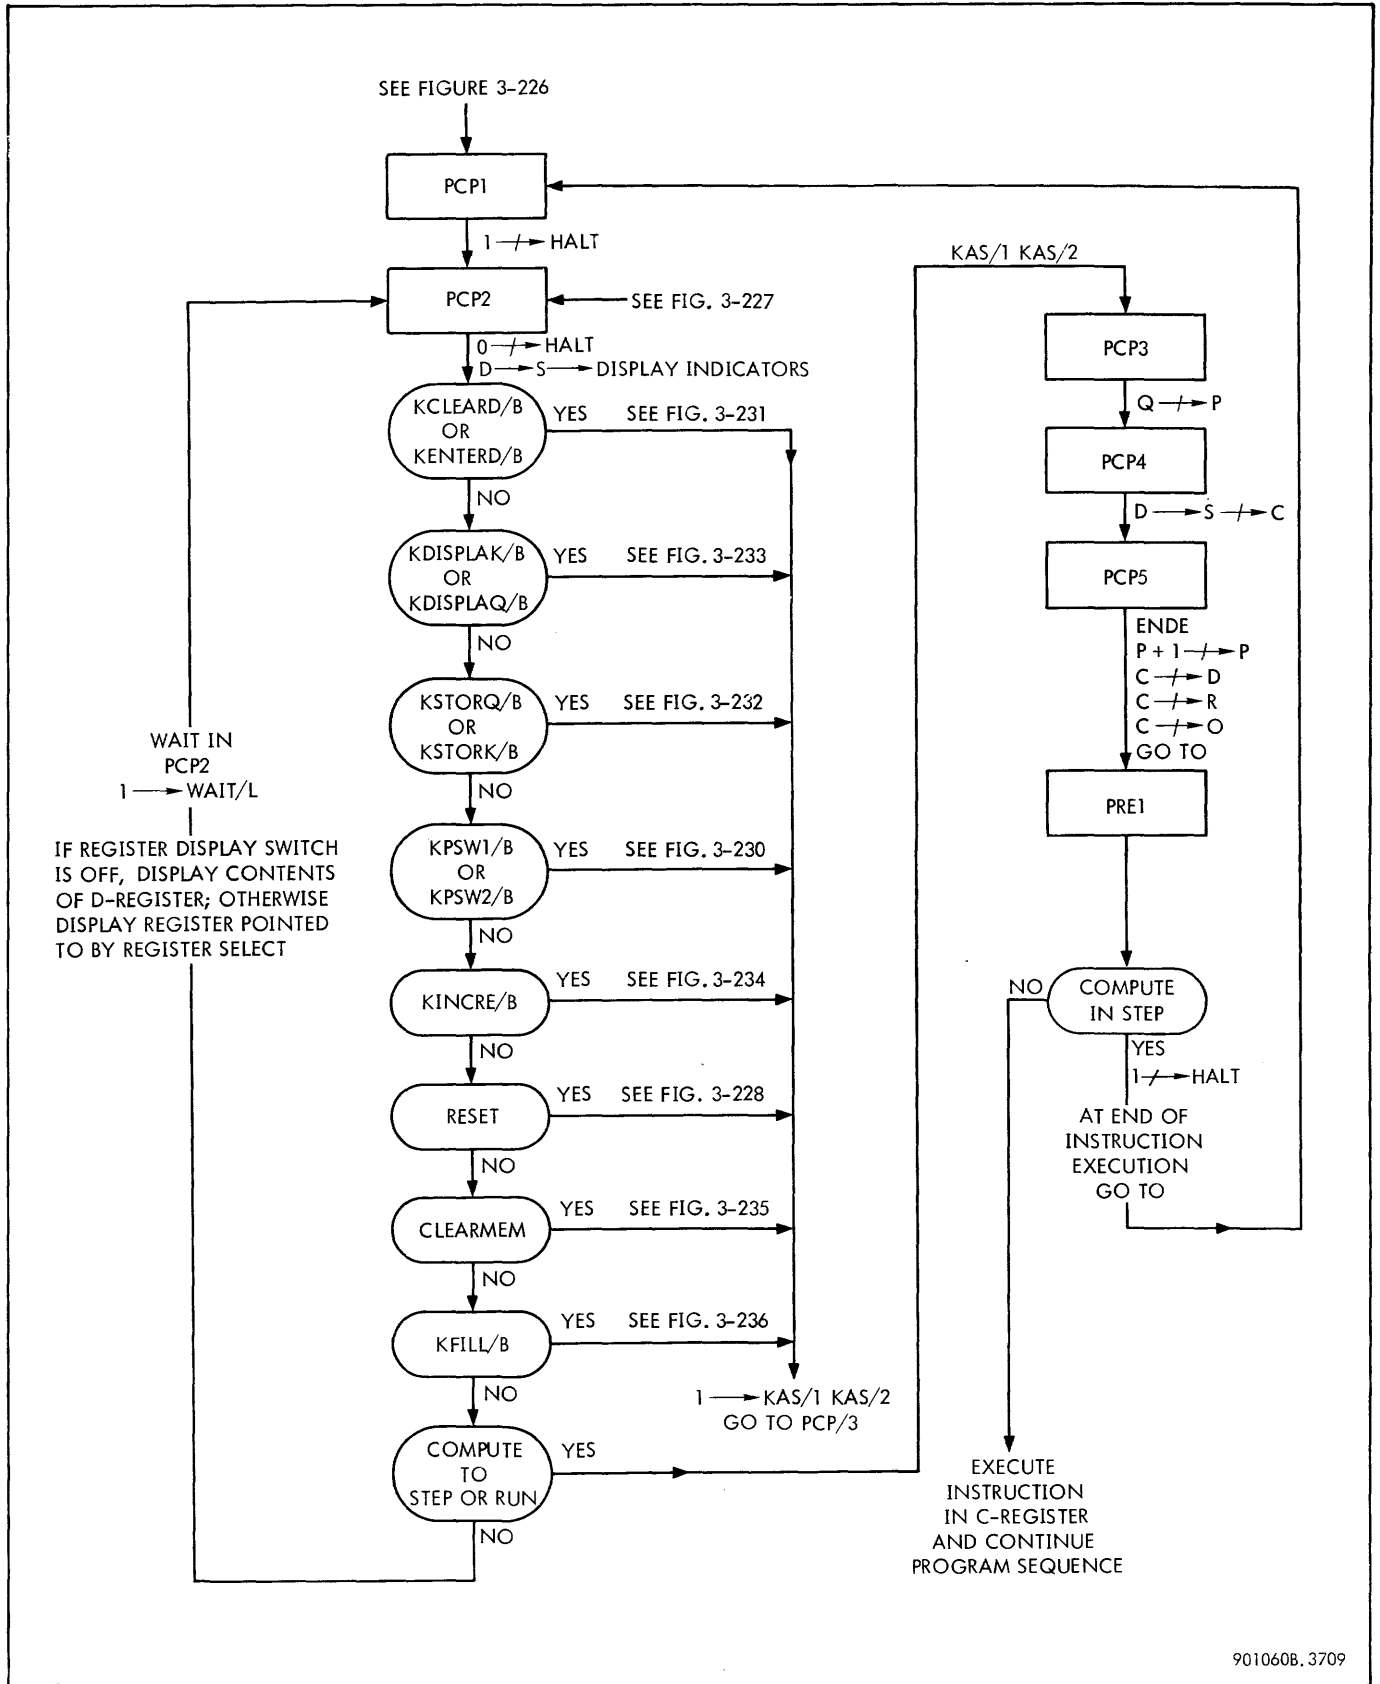 SEE FIGURE 3-226
PCP1
1 -/-> HALT
PCP2
SEE FIG. 3-227
0 -/-> HALT
D -> S -> DISPLAY INDICATORS
KCLEARD/B
OR
KENTERD/B
YES SEE FIG. 3-231
NO
KDISPLAK/B
OR
KDISPLAQ/B
YES SEE FIG. 3-233
NO
KSTORQ/B
OR
KSTORK/B
YES SEE FIG. 3-232
NO
KPSW1/B
OR
KPSW2/B
YES SEE FIG. 3-230
NO
KINCRE/B
YES SEE FIG. 3-234
NO
RESET
YES SEE FIG. 3-228
NO
CLEARMEM
YES SEE FIG. 3-235
NO
KFILL/B
YES SEE FIG. 3-236
NO
1 -> KAS/1 KAS/2
GO TO PCP/3
COMPUTE
TO
STEP OR RUN
YES
NO
WAIT IN
PCP2
1 -> WAIT/L
IF REGISTER DISPLAY SWITCH
IS OFF, DISPLAY CONTENTS
OF D-REGISTER; OTHERWISE
DISPLAY REGISTER POINTED
TO BY REGISTER SELECT
KAS/1 KAS/2
PCP3
Q -/-> P
PCP4
D -> S -/-> C
PCP5
ENDE
P + 1 -/-> P
C -/-> D
C -/-> R
C -/-> O
GO TO
PRE1
COMPUTE
IN STEP
NO
YES
1 -/-> HALT
AT END OF
INSTRUCTION
EXECUTION
GO TO
EXECUTE
INSTRUCTION
IN C-REGISTER
AND CONTINUE
PROGRAM SEQUENCE
901060B.3709